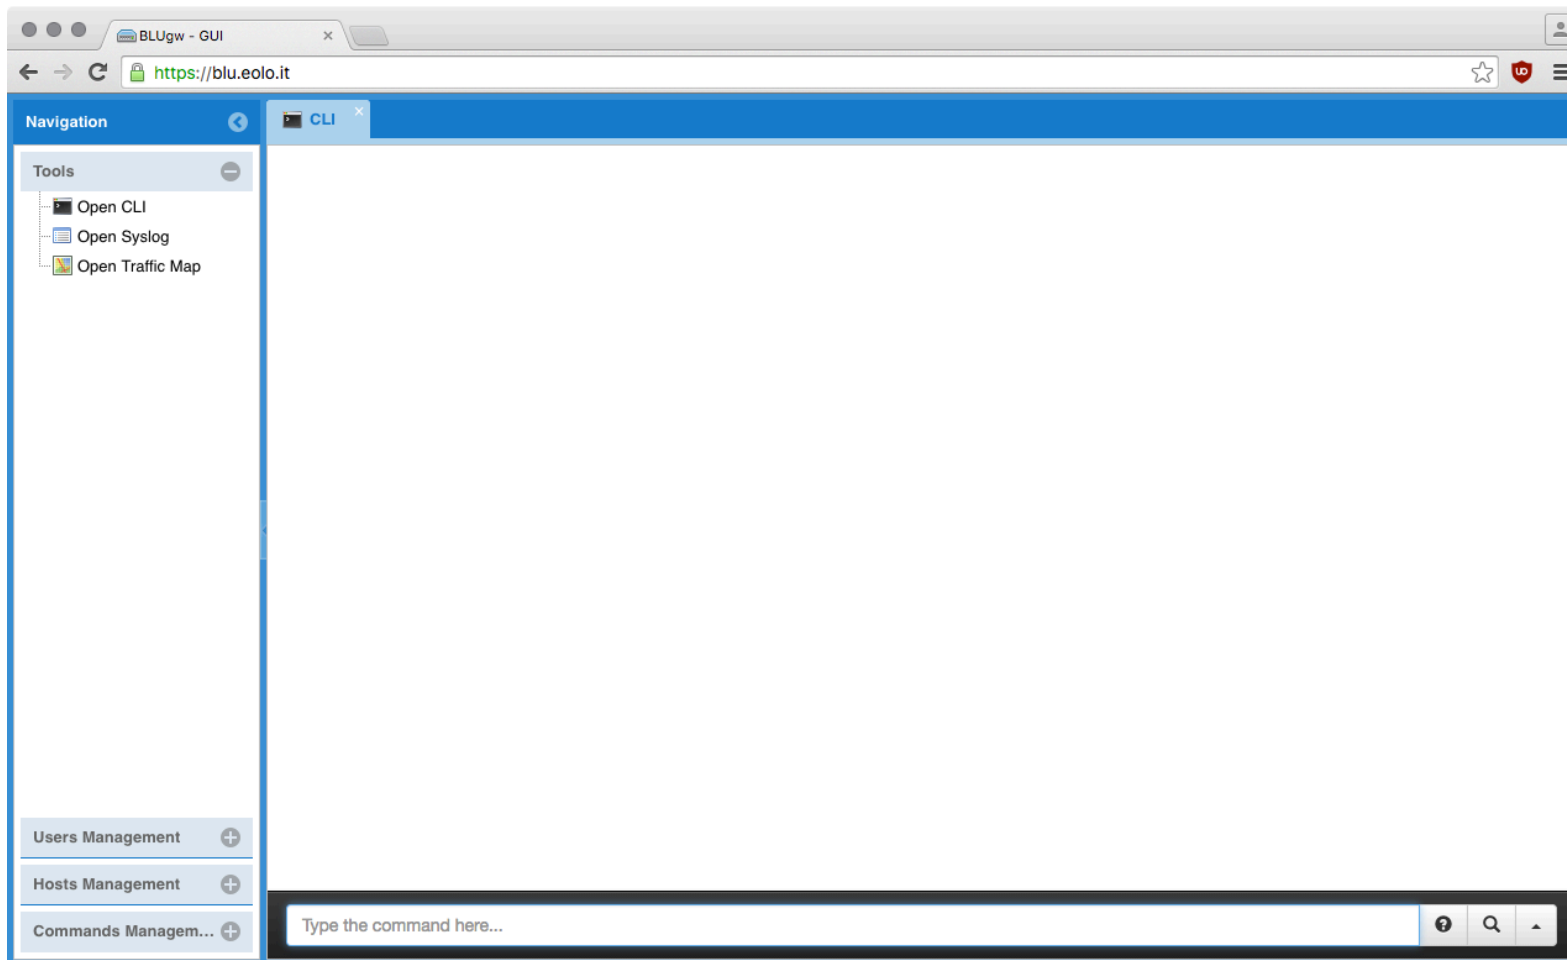 BLUgw - GUI
https://blu.eolo.it
Navigation
CLI
Tools
Open CLI
Open Syslog
Open Traffic Map
Users Management
Hosts Management
Commands Managem...
Type the command here...